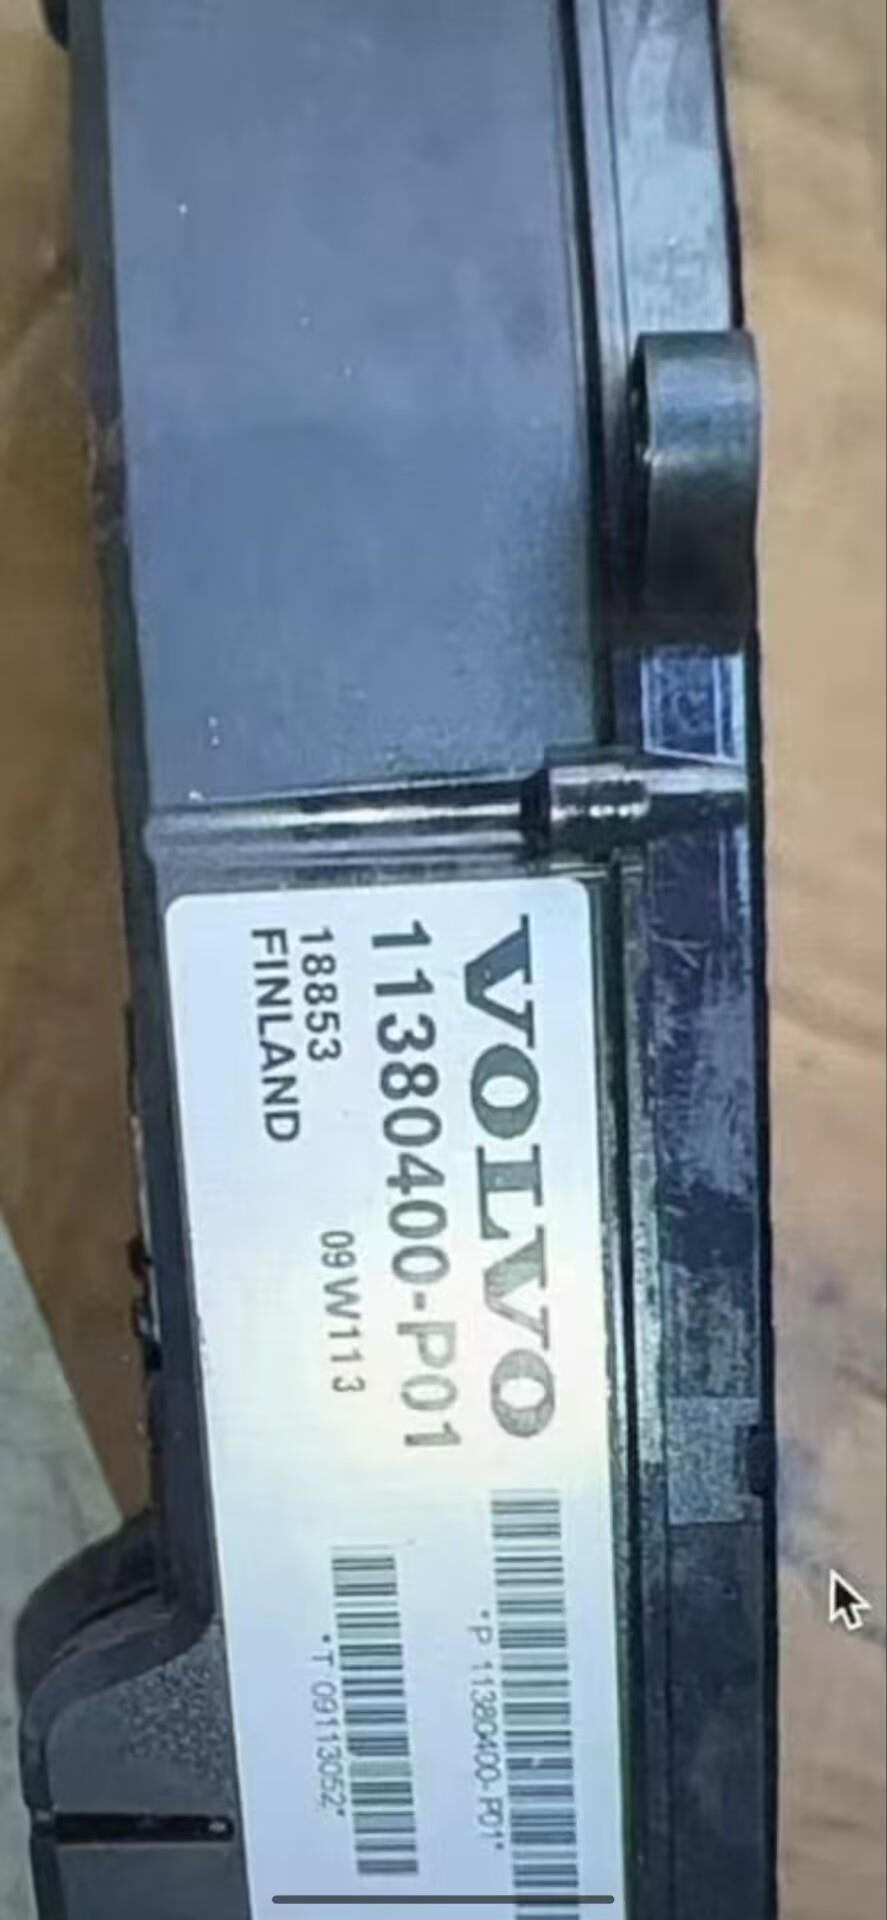 VOLVO
11380400-P01
18853
09W113
FINLAND
*P 11380400-P01*
*T 09113052*